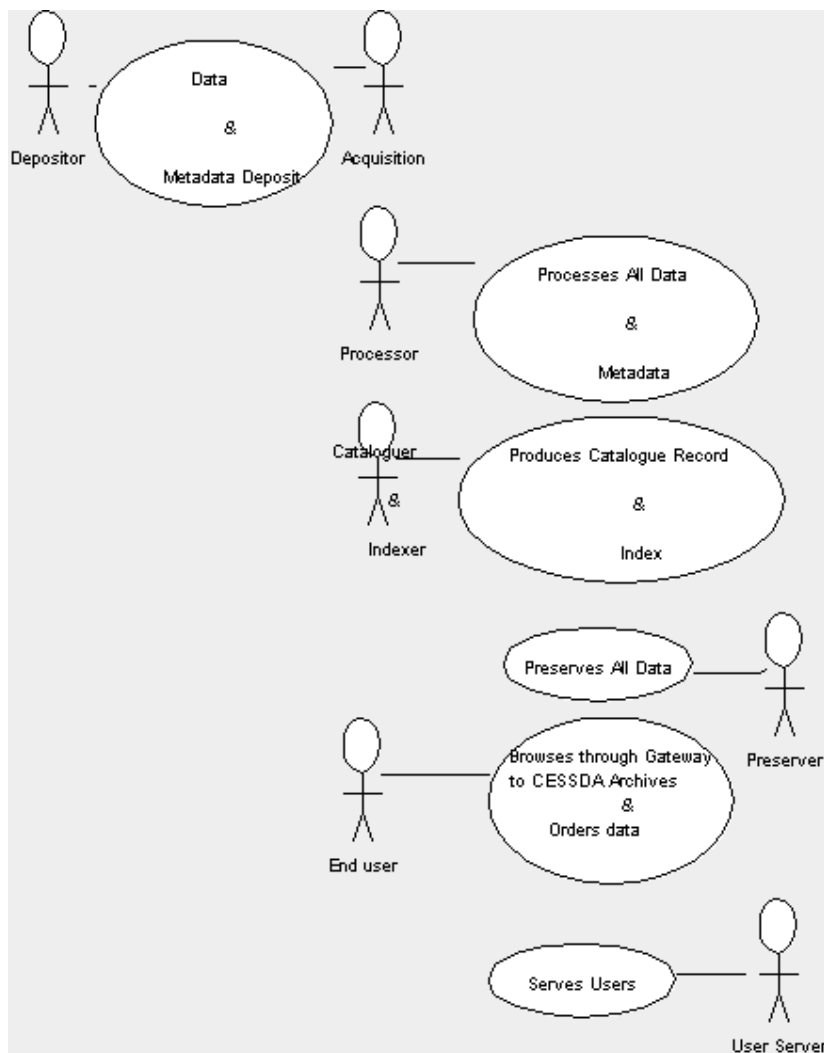 Data
&
Metadata Deposit
Depositor
Acquisition
Processes All Data
&
Metadata
Processor
Cataloguer
&
Indexer
Produces Catalogue Record
&
Index
Preserves All Data
Preserver
Browses through Gateway
to CESSDA Archives
&
Orders data
End user
Serves Users
User Server